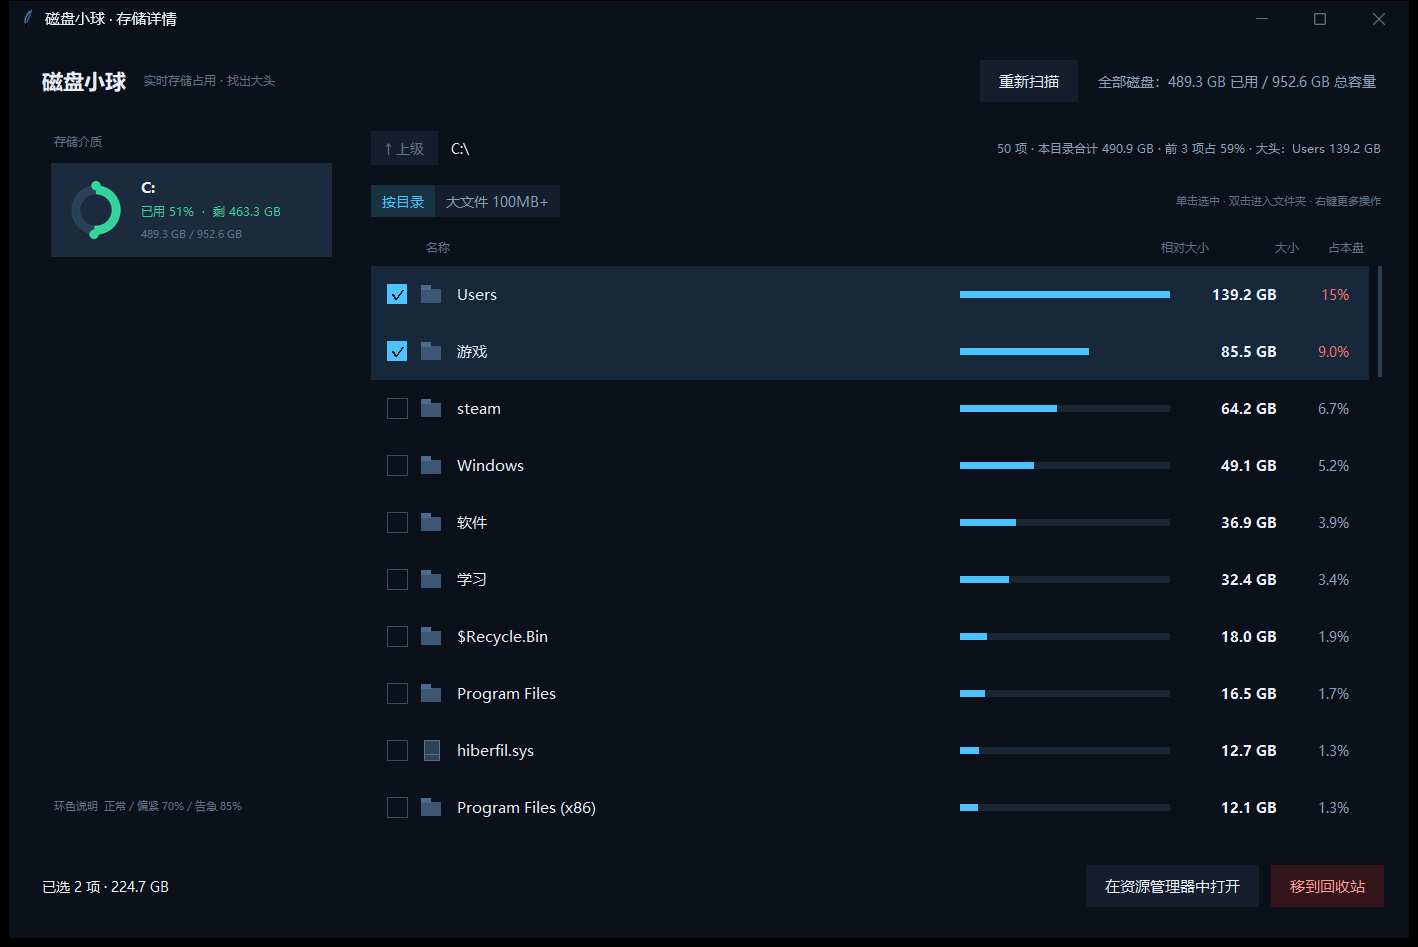 磁盘小球 · 存储详情
磁盘小球 实时存储占用 · 找出大头 重新扫描 全部磁盘：489.3 GB 已用 / 952.6 GB 总容量
存储介质
C:
已用 51% · 剩 463.3 GB
489.3 GB / 952.6 GB
↑ 上级 C:\ 50 项 · 本目录合计 490.9 GB · 前 3 项占 59% · 大头：Users 139.2 GB
按目录 大文件 100MB+ 单击选中 · 双击进入文件夹 · 右键更多操作
名称 相对大小 大小 占本盘
Users 139.2 GB 15%
游戏 85.5 GB 9.0%
steam 64.2 GB 6.7%
Windows 49.1 GB 5.2%
软件 36.9 GB 3.9%
学习 32.4 GB 3.4%
$Recycle.Bin 18.0 GB 1.9%
Program Files 16.5 GB 1.7%
hiberfil.sys 12.7 GB 1.3%
Program Files (x86) 12.1 GB 1.3%
环色说明 正常 / 偏紧 70% / 告急 85%
已选 2 项 · 224.7 GB 在资源管理器中打开 移到回收站